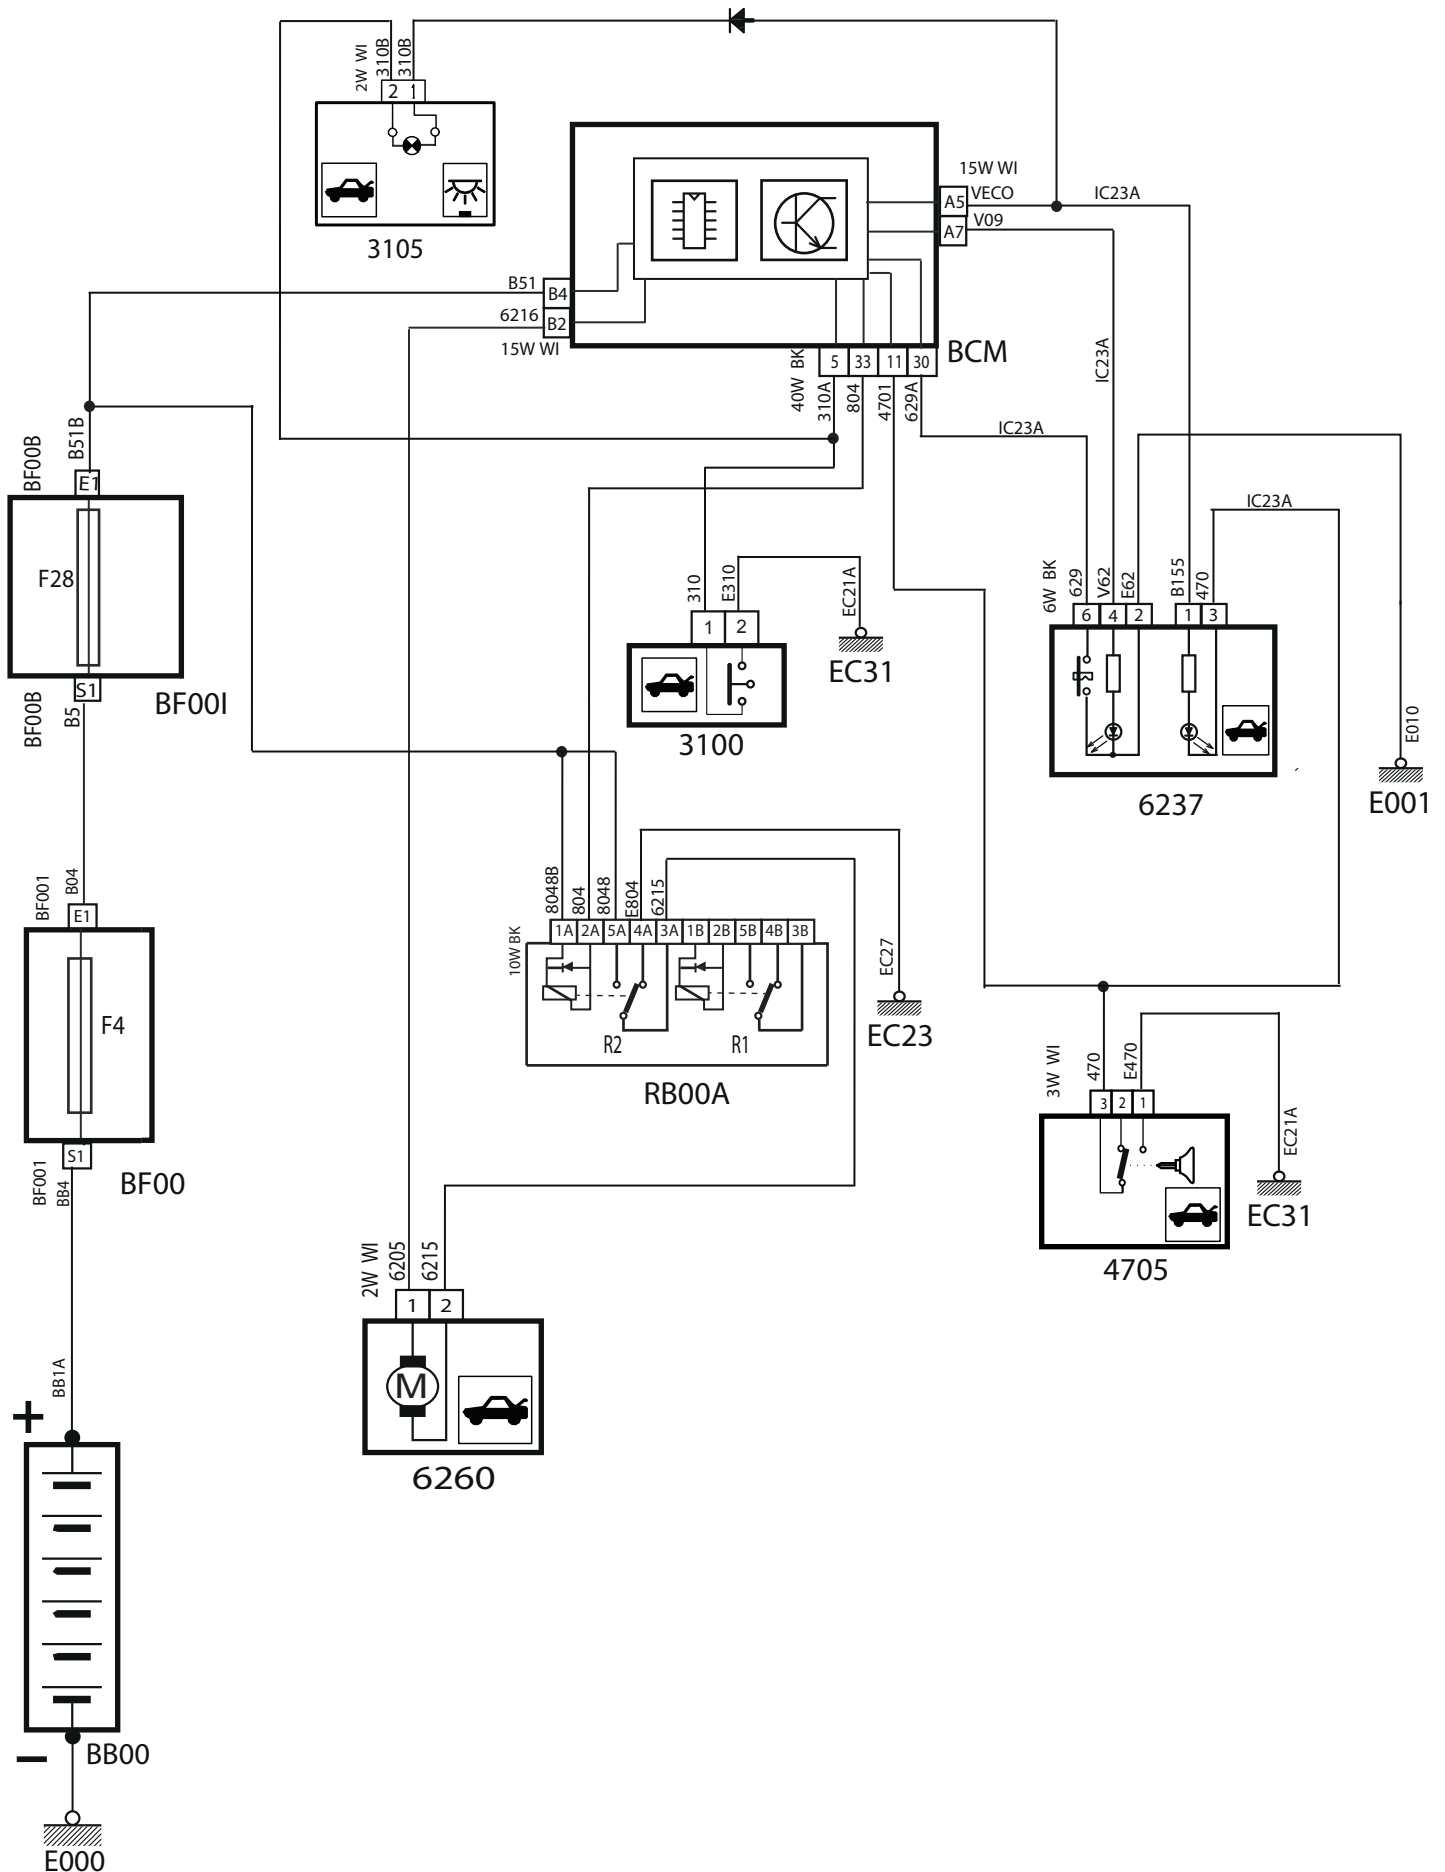 2W WI
310B
310B
2 1
3105
15W WI
A5
VECO
IC23A
A7
V09
B51
B4
6216
B2
15W WI
BCM
40W BK
5
33
11
30
310A
804
4701
629A
IC23A
IC23A
IC23A
BF00B
B51B
E1
F28
S1
BF00B
B5
BF00I
310
E310
EC21A
1
2
EC31
3100
6W BK
629
V62
E62
B155
470
6
4
2
1
3
6237
E010
E001
BF001
B04
E1
F4
S1
BF001
BB4
BF00
8048B
804
8048
E804
6215
10W BK
1A
2A
5A
4A
3A
1B
2B
5B
4B
3B
R2
R1
RB00A
EC27
EC23
3W WI
470
E470
3
2
1
EC21A
EC31
4705
2W WI
6205
6215
1
2
M
6260
BB1A
+
–
BB00
E000